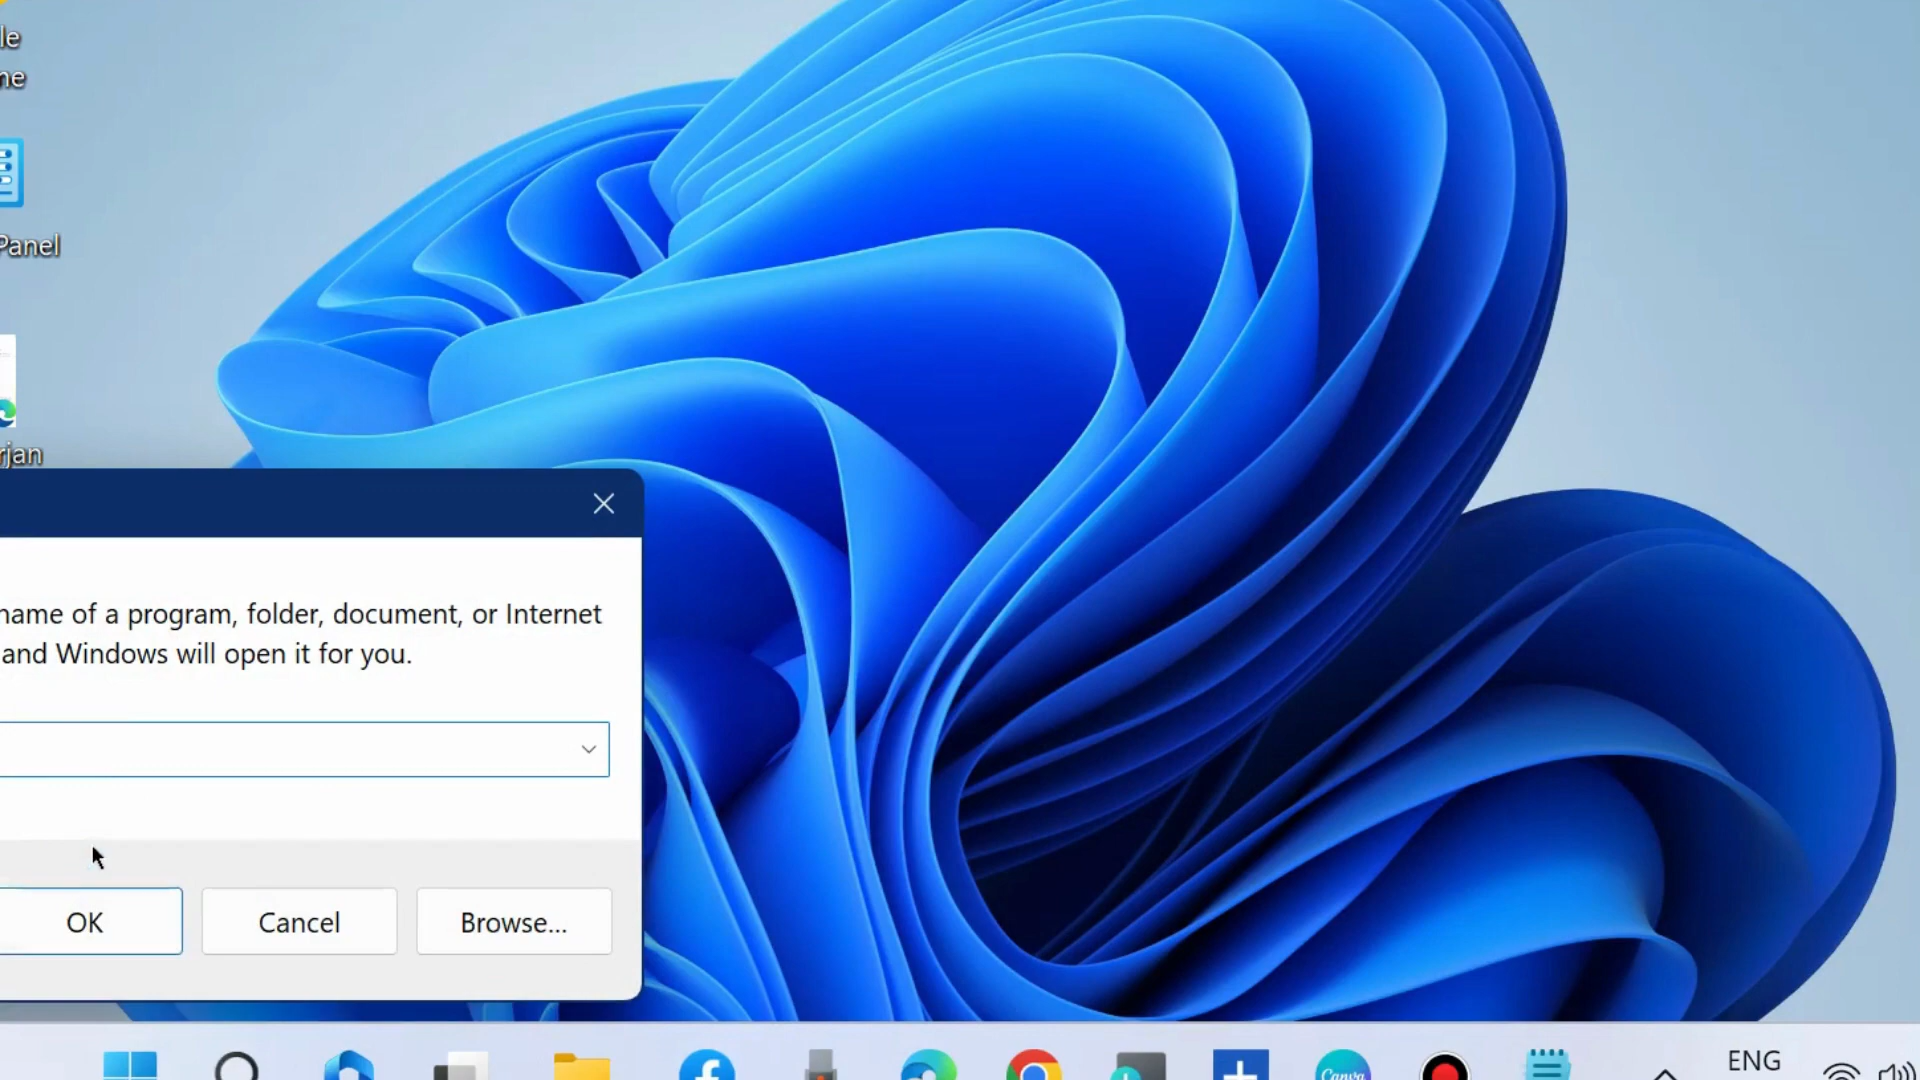 le
ne
Panel
rjan
name of a program, folder, document, or Internet
and Windows will open it for you.
OK
Cancel
Browse...
Canva
ENG